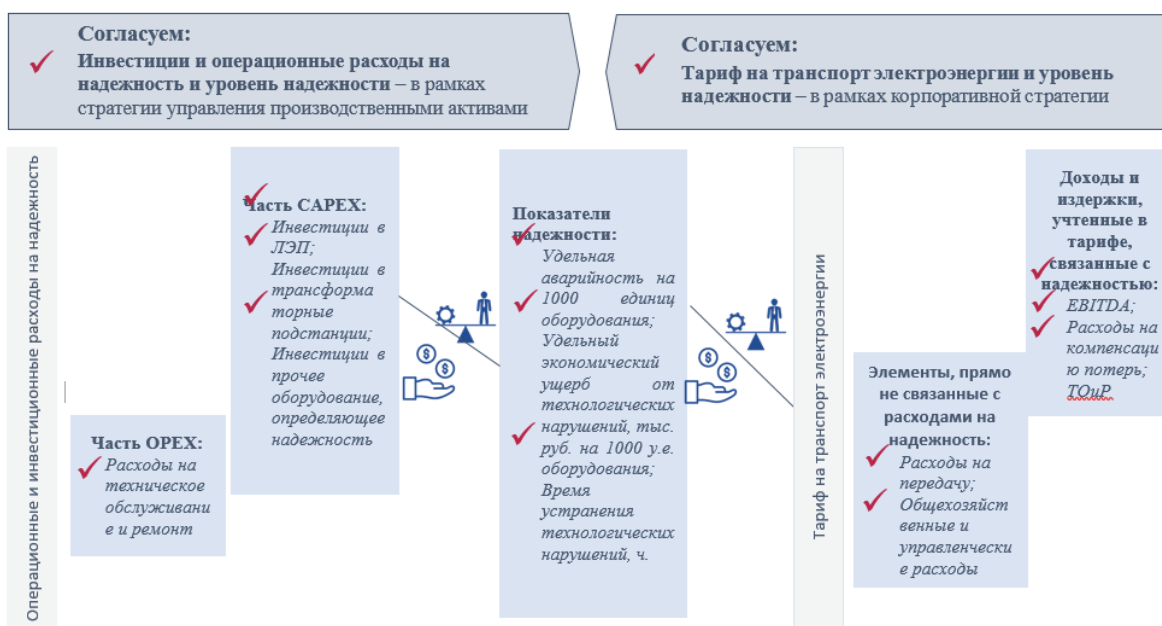 Согласуем:
Инвестиции и операционные расходы на
надежность и уровень надежности – в рамках
стратегии управления производственными активами
Согласуем:
Тариф на транспорт электроэнергии и уровень
надежности – в рамках корпоративной стратегии
Операционные и инвестиционные расходы на надежность
Часть OPEX:
Расходы на
техническое
обслуживани
е и ремонт
Часть CAPEX:
Инвестиции в
ЛЭП;
Инвестиции в
трансформа
торные
подстанции;
Инвестиции в
прочее
оборудование,
определяющее
надежность
Показатели
надежности:
Удельная
аварийность на
1000 единиц
оборудования;
Удельный
экономический
ущерб от
технологических
нарушений, тыс.
руб. на 1000 у.е.
оборудования;
Время
устранения
технологических
нарушений, ч.
Тариф на транспорт электроэнергии
Элементы, прямо
не связанные с
расходами на
надежность:
Расходы на
передачу;
Общехозяйст
венные и
управленчески
е расходы
Доходы и
издержки,
учтенные в
тарифе,
связанные с
надежностью:
EBITDA;
Расходы на
компенсаци
ю потерь;
ТОиР